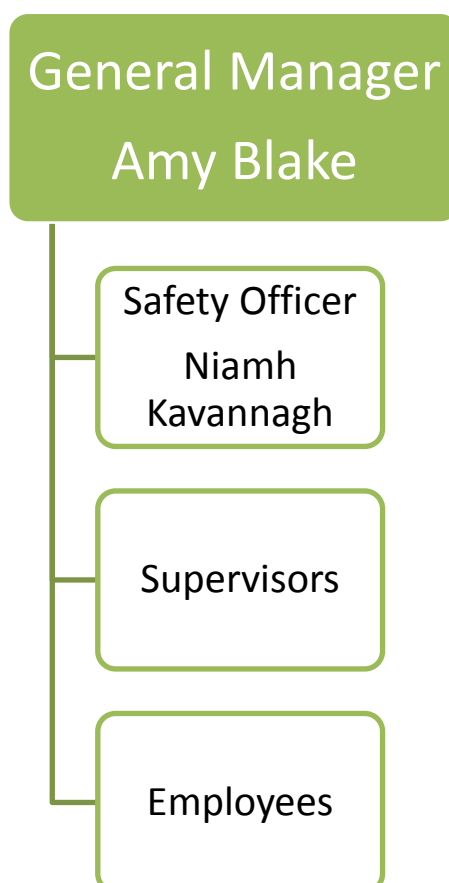 General Manager
Amy Blake
Safety Officer
Niamh
Kavannagh
Supervisors
Employees